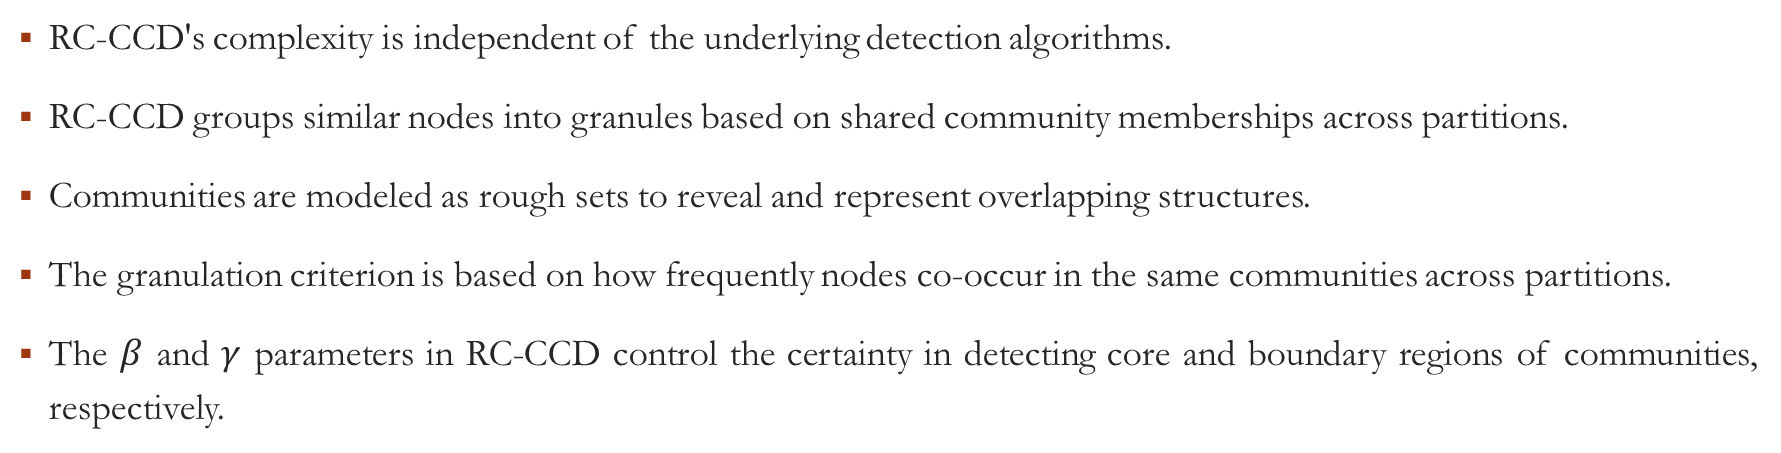 ▪ RC-CCD's complexity is independent of the underlying detection algorithms.
▪ RC-CCD groups similar nodes into granules based on shared community memberships across partitions.
▪ Communities are modeled as rough sets to reveal and represent overlapping structures.
▪ The granulation criterion is based on how frequently nodes co-occur in the same communities across partitions.
▪ The β and γ parameters in RC-CCD control the certainty in detecting core and boundary regions of communities,
respectively.